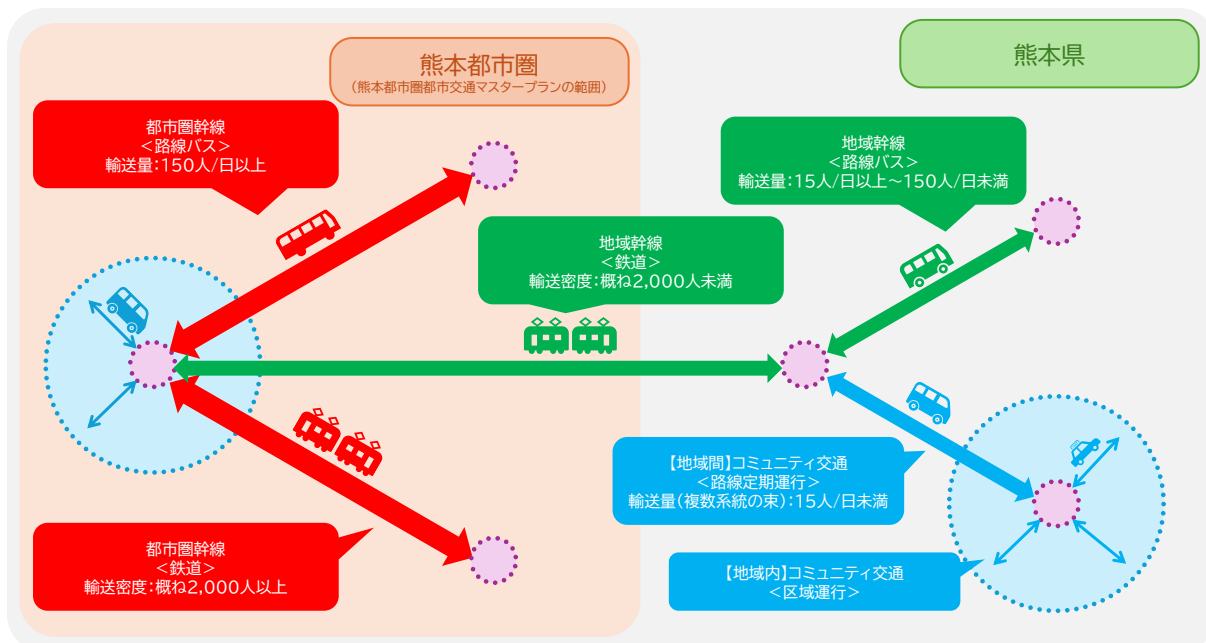 熊本都市圏
（熊本都市圏都市交通マスタープランの範囲）
熊本県
都市圏幹線
＜路線バス＞
輸送量：150人/日以上
地域幹線
＜路線バス＞
輸送量：15人/日以上～150人/日未満
地域幹線
＜鉄道＞
輸送密度：概ね2,000人未満
【地域間】コミュニティ交通
＜路線定期運行＞
輸送量（複数系統の束）：15人/日未満
都市圏幹線
＜鉄道＞
輸送密度：概ね2,000人以上
【地域内】コミュニティ交通
＜区域運行＞